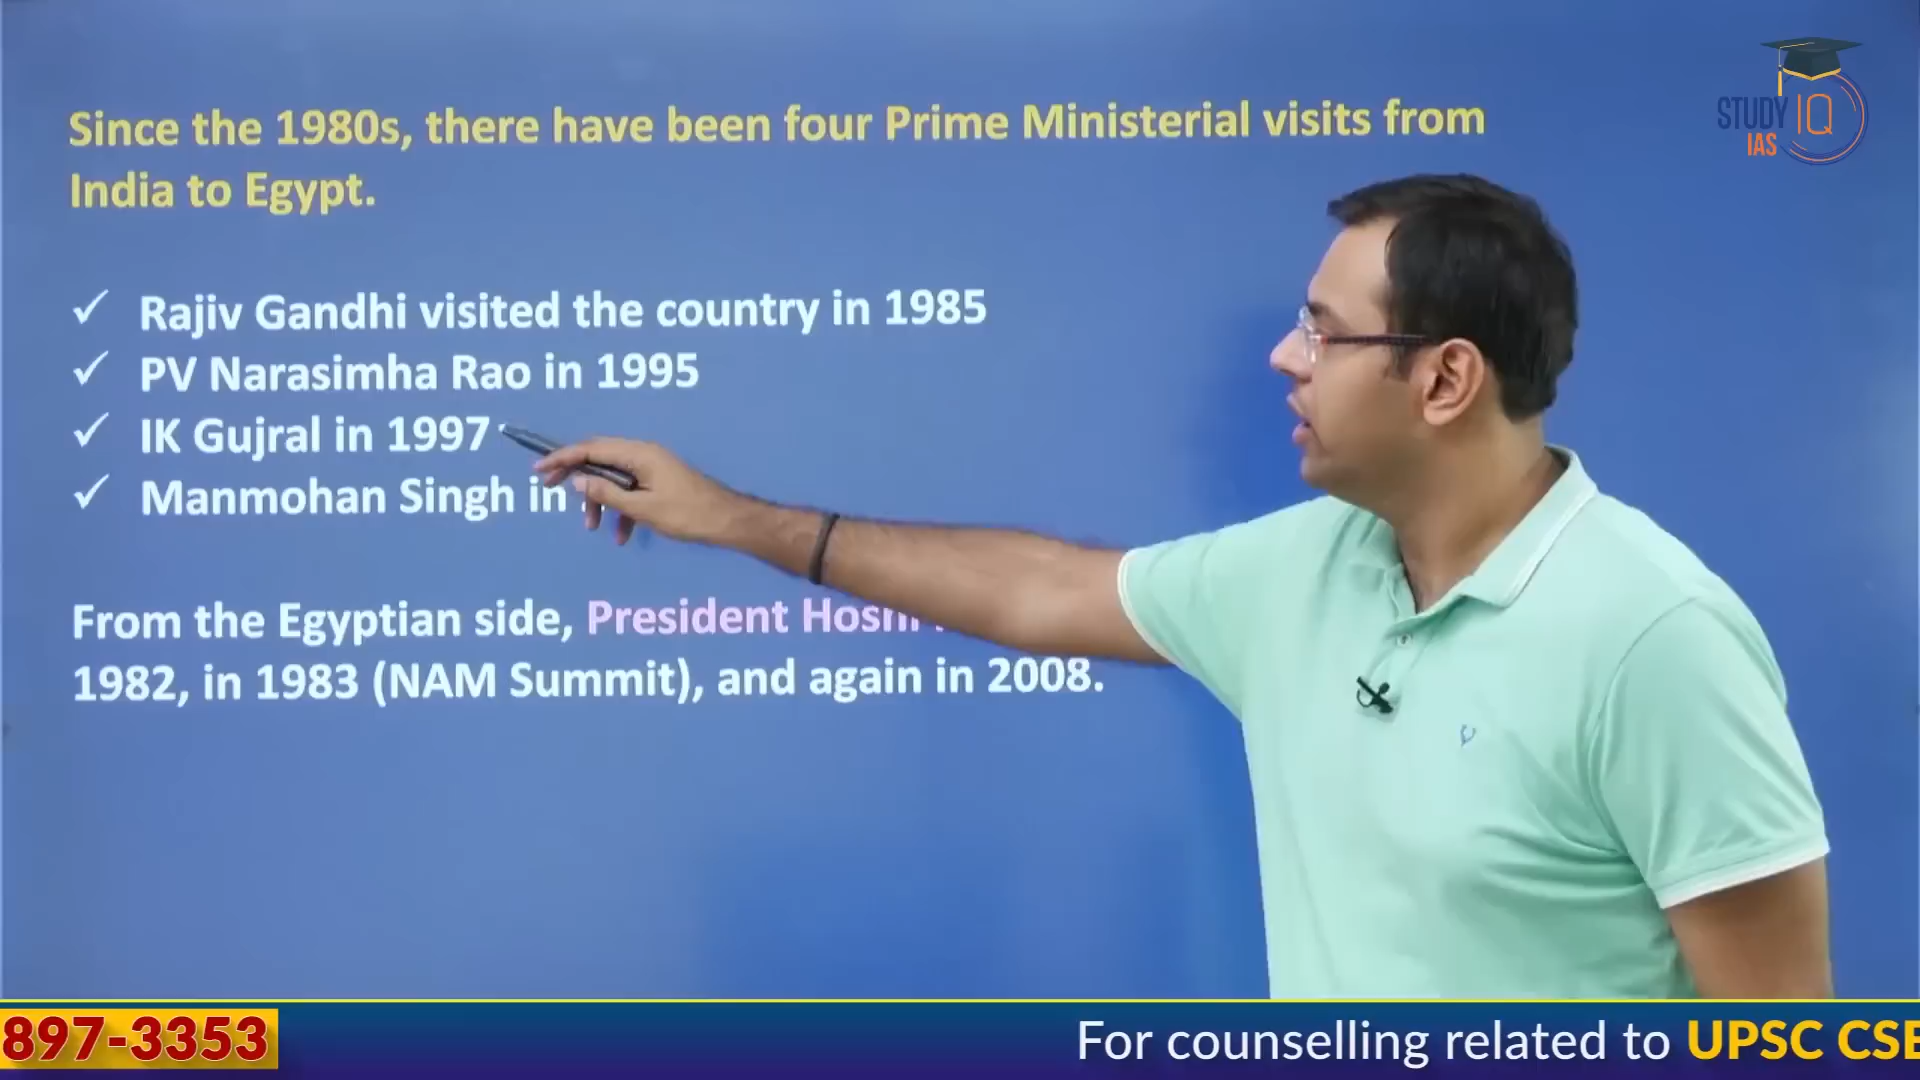 STUDY IQ
IAS
Since the 1980s, there have been four Prime Ministerial visits from
India to Egypt.
✓ Rajiv Gandhi visited the country in 1985
✓ PV Narasimha Rao in 1995
✓ IK Gujral in 1997
✓ Manmohan Singh in
From the Egyptian side, President
1982, in 1983 (NAM Summit), and again in 2008.
897-3353
For counselling related to UPSC CSE